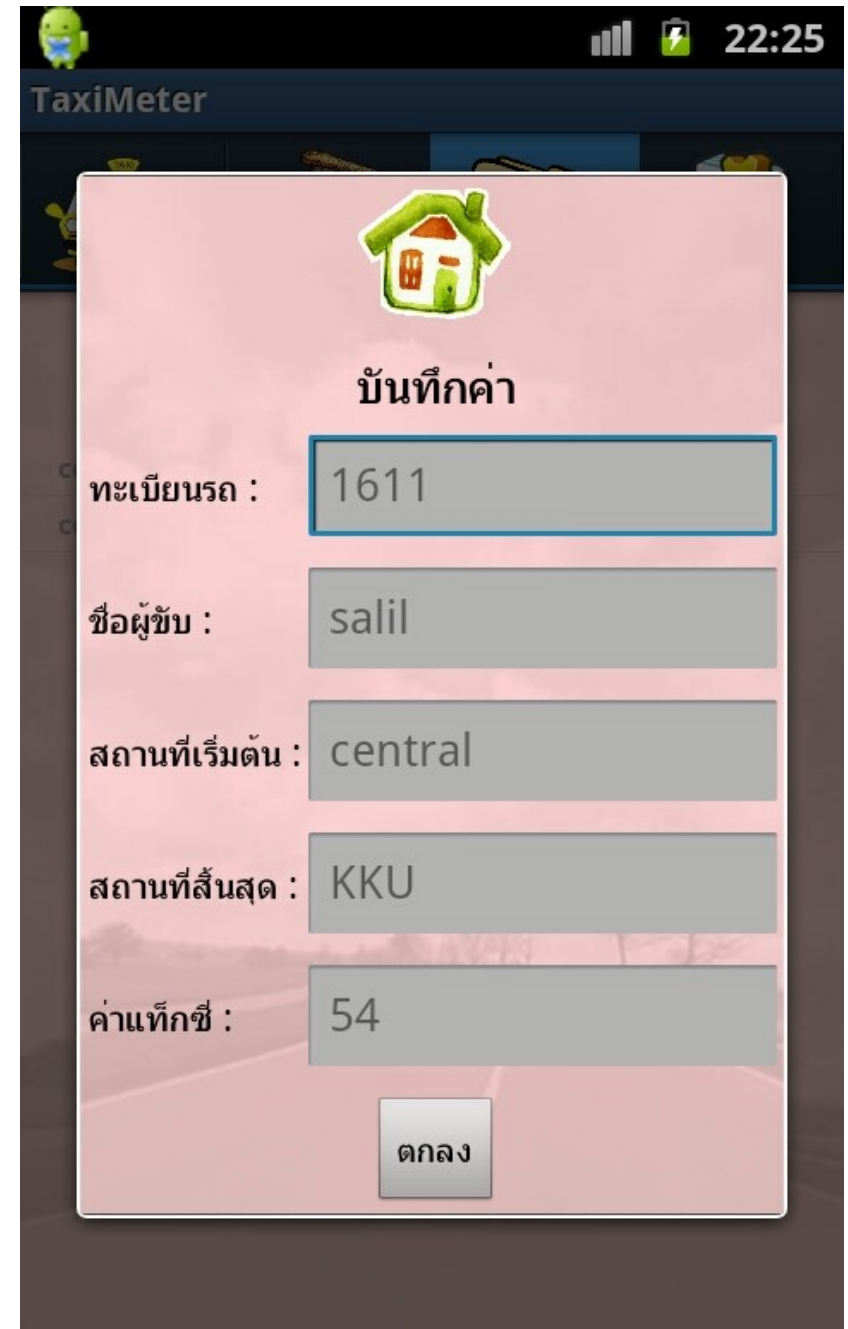 22:25
TaxiMeter
TAXI
บันทึกค่า
ทะเบียนรถ : 1611
ชื่อผู้ขับ : salil
สถานที่เริ่มต้น : central
สถานที่สิ้นสุด : KKU
ค่าแท็กซี่ : 54
ตกลง